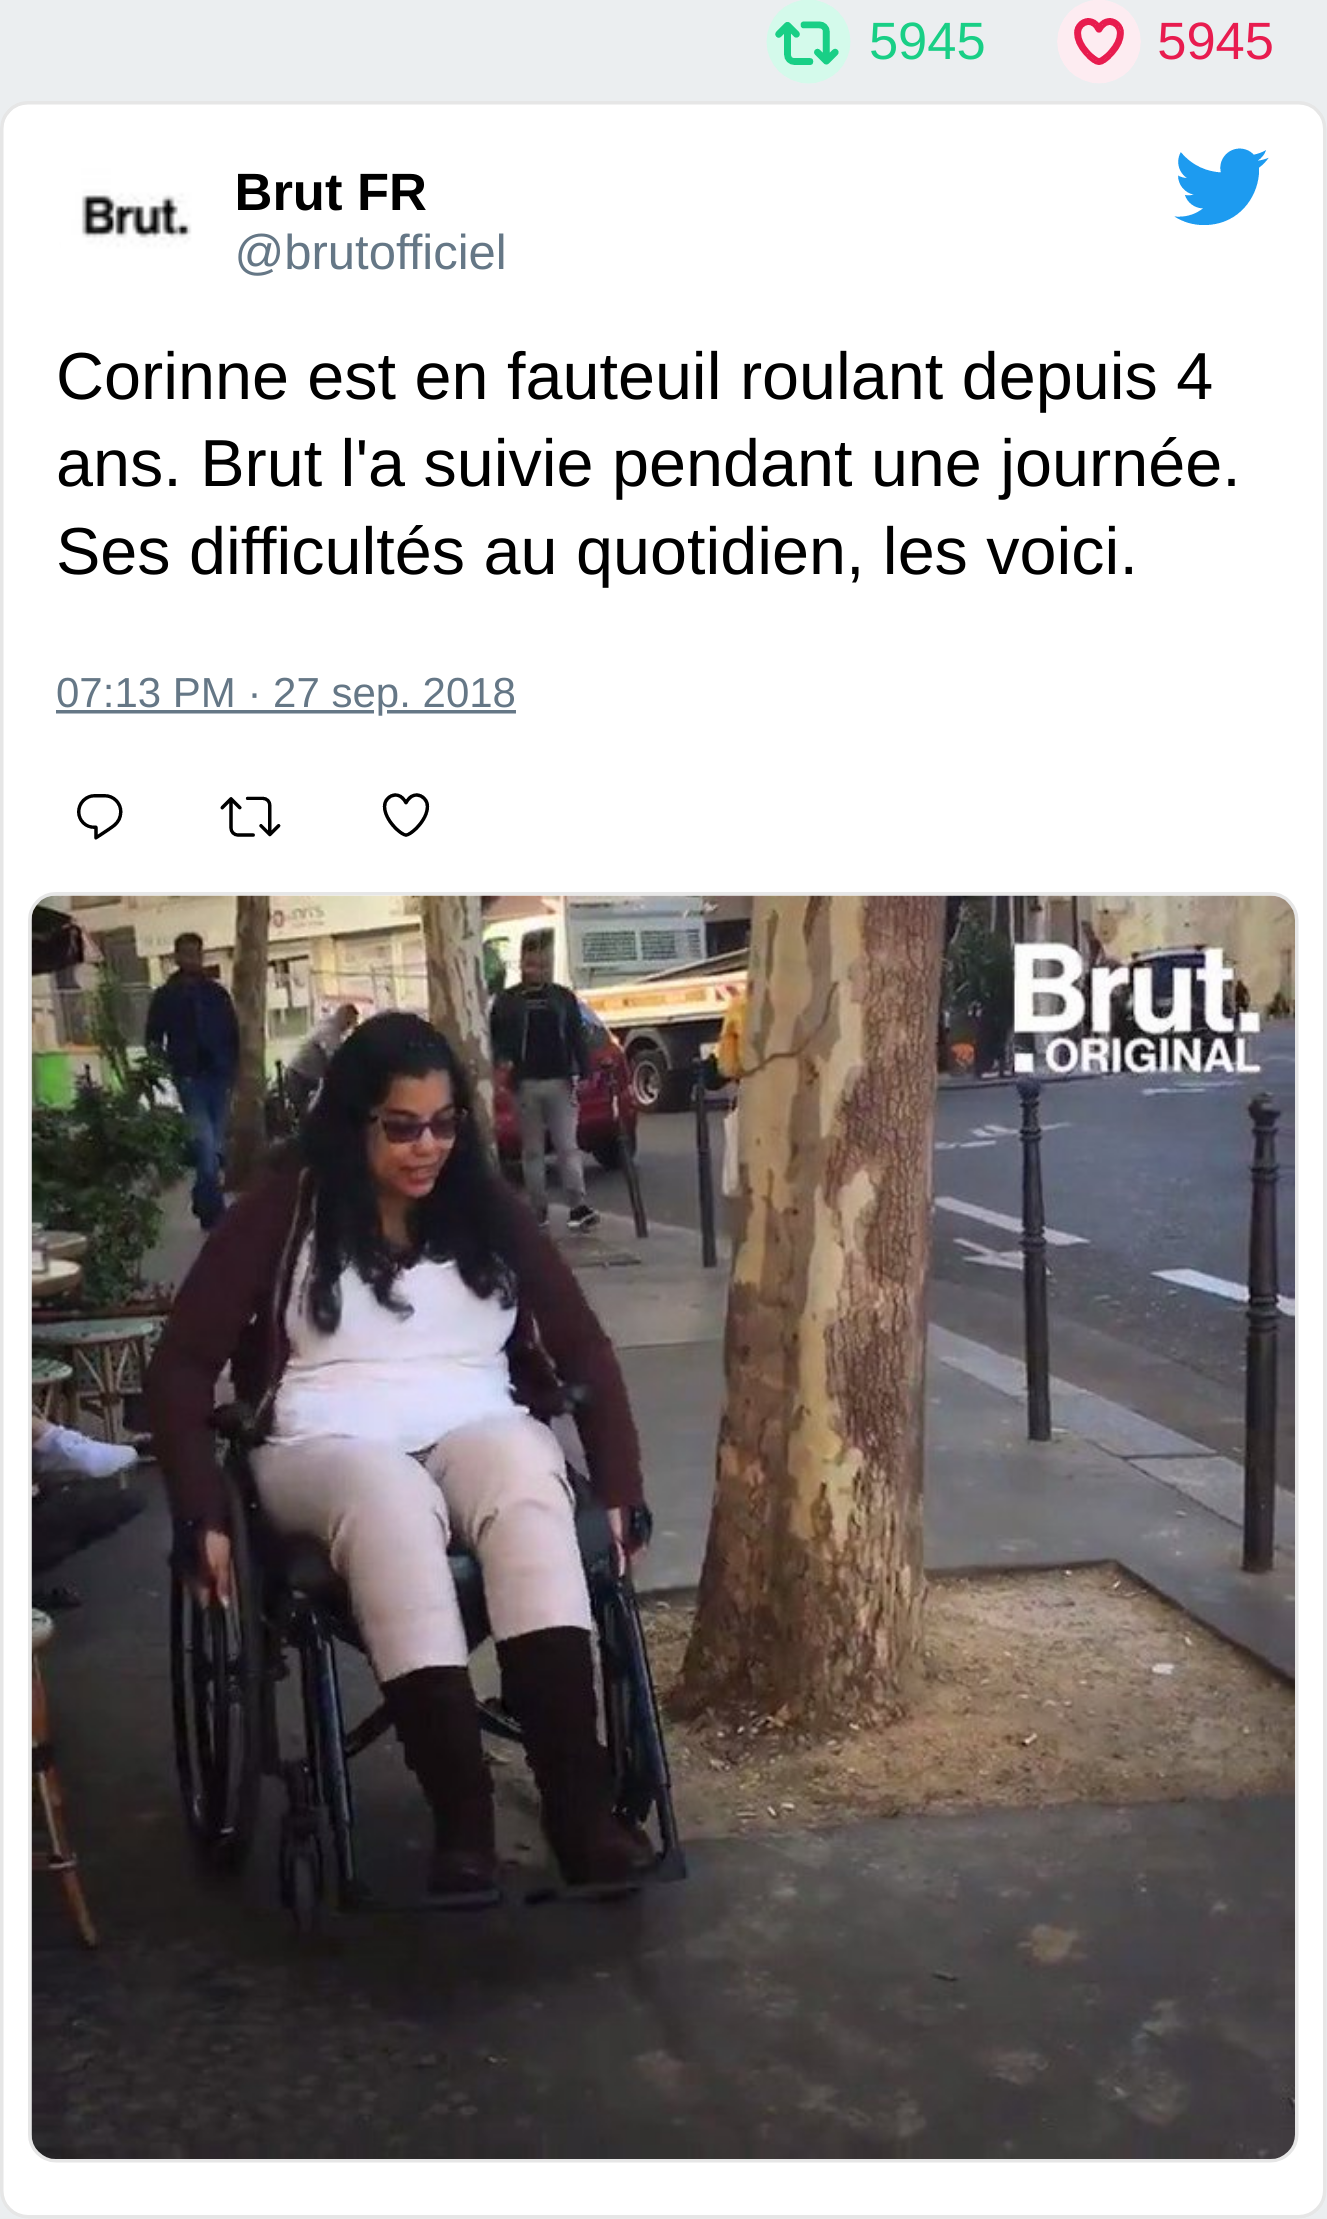 5945 5945
Brut.
Brut FR
@brutofficiel
Corinne est en fauteuil roulant depuis 4
ans. Brut l'a suivie pendant une journée.
Ses difficultés au quotidien, les voici.
07:13 PM · 27 sep. 2018
Brut.
ORIGINAL